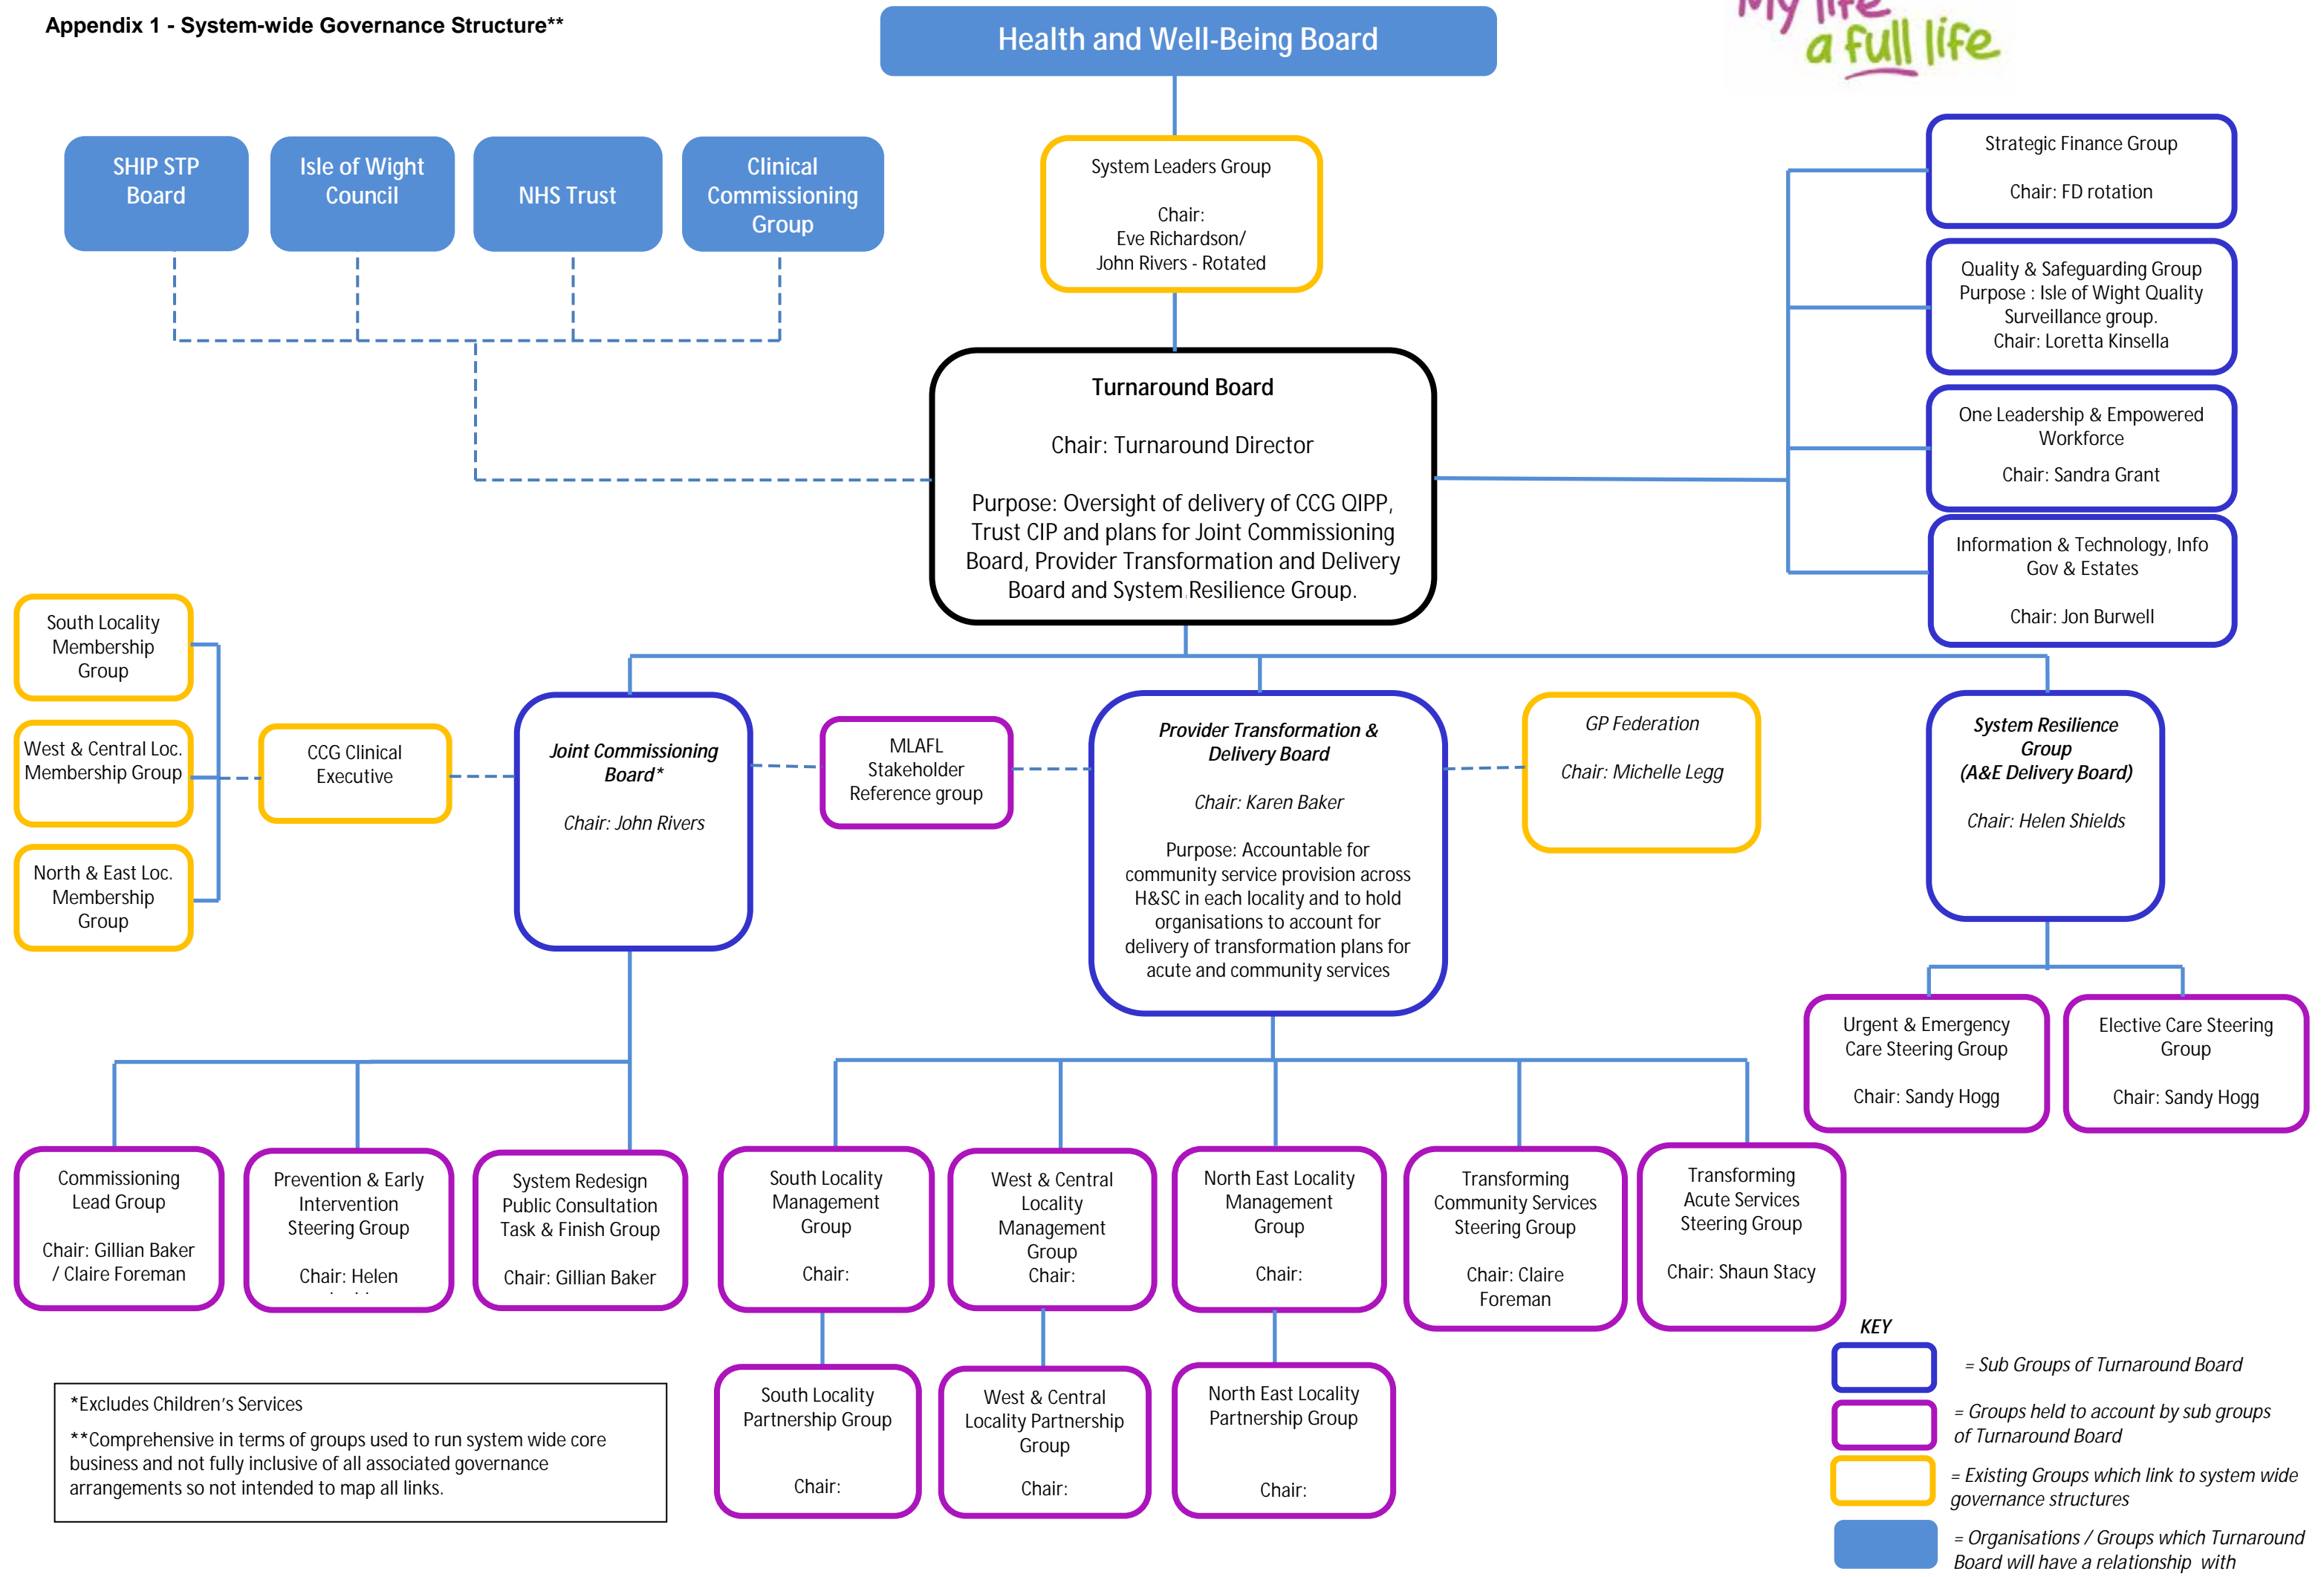 Appendix 1 - System-wide Governance Structure**
Health and Well-Being Board
My life
a full life
SHIP STP
Board
Isle of Wight
Council
NHS Trust
Clinical
Commissioning
Group
System Leaders Group
Chair:
Eve Richardson/
John Rivers - Rotated
Strategic Finance Group
Chair: FD rotation
Quality & Safeguarding Group
Purpose : Isle of Wight Quality
Surveillance group.
Chair: Loretta Kinsella
One Leadership & Empowered
Workforce
Chair: Sandra Grant
Information & Technology, Info
Gov & Estates
Chair: Jon Burwell
Turnaround Board
Chair: Turnaround Director
Purpose: Oversight of delivery of CCG QIPP,
Trust CIP and plans for Joint Commissioning
Board, Provider Transformation and Delivery
Board and System Resilience Group.
South Locality
Membership
Group
West & Central Loc.
Membership Group
North & East Loc.
Membership
Group
CCG Clinical
Executive
Joint Commissioning
Board*
Chair: John Rivers
MLAFL
Stakeholder
Reference group
Provider Transformation &
Delivery Board
Chair: Karen Baker
Purpose: Accountable for
community service provision across
H&SC in each locality and to hold
organisations to account for
delivery of transformation plans for
acute and community services
GP Federation
Chair: Michelle Legg
System Resilience
Group
(A&E Delivery Board)
Chair: Helen Shields
Urgent & Emergency
Care Steering Group
Chair: Sandy Hogg
Elective Care Steering
Group
Chair: Sandy Hogg
Commissioning
Lead Group
Chair: Gillian Baker
/ Claire Foreman
Prevention & Early
Intervention
Steering Group
Chair: Helen
System Redesign
Public Consultation
Task & Finish Group
Chair: Gillian Baker
South Locality
Management
Group
Chair:
West & Central
Locality
Management
Group
Chair:
North East Locality
Management
Group
Chair:
Transforming
Community Services
Steering Group
Chair: Claire
Foreman
Transforming
Acute Services
Steering Group
Chair: Shaun Stacy
South Locality
Partnership Group
Chair:
West & Central
Locality Partnership
Group
Chair:
North East Locality
Partnership Group
Chair:
*Excludes Children's Services
**Comprehensive in terms of groups used to run system wide core
business and not fully inclusive of all associated governance
arrangements so not intended to map all links.
KEY
= Sub Groups of Turnaround Board
= Groups held to account by sub groups
of Turnaround Board
= Existing Groups which link to system wide
governance structures
= Organisations / Groups which Turnaround
Board will have a relationship with